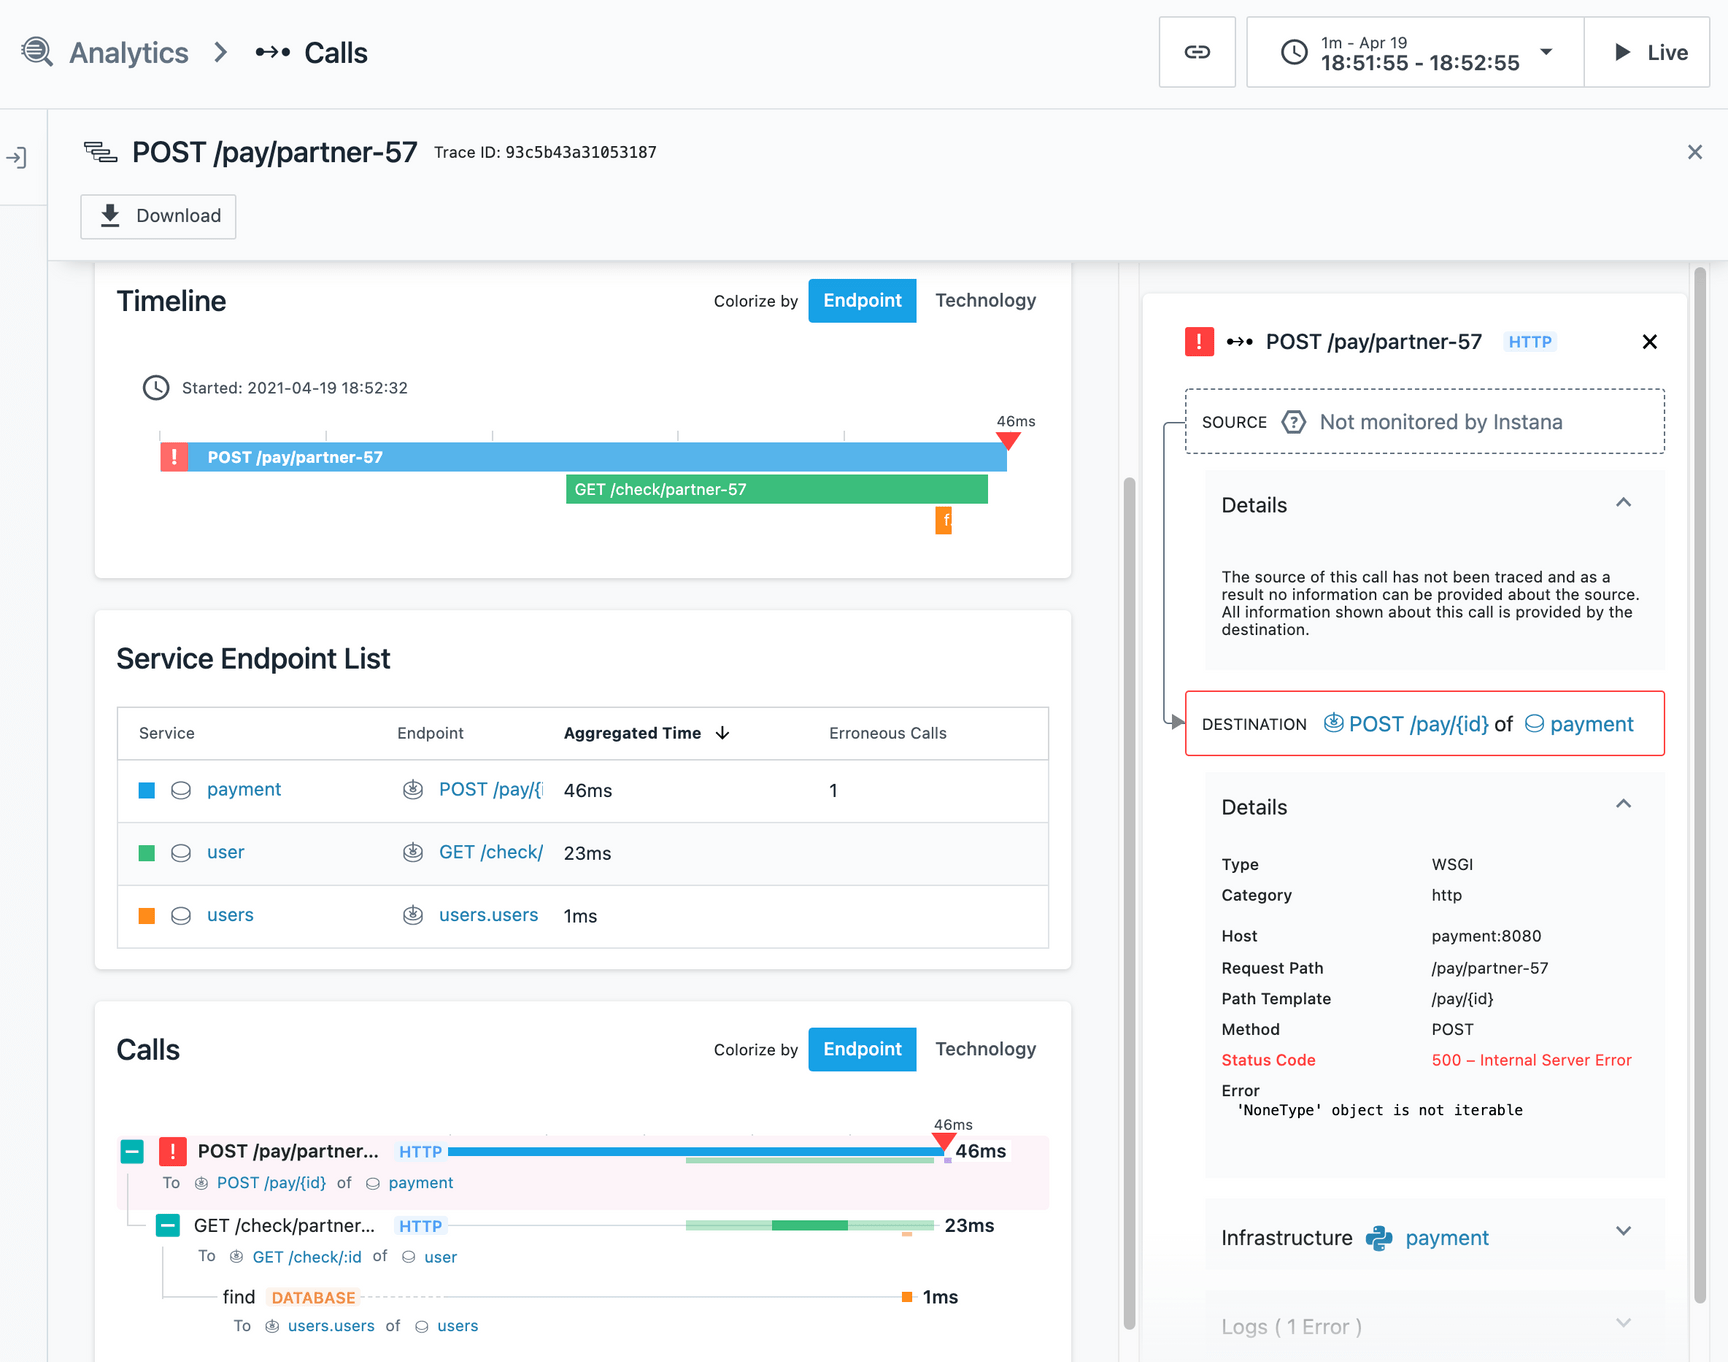 Analytics > Calls
1m - Apr 19
18:51:55 - 18:52:55
Live
POST /pay/partner-57 Trace ID: 93c5b43a31053187
Download
Timeline
Colorize by Endpoint Technology
Started: 2021-04-19 18:52:32
46ms
! POST /pay/partner-57
GET /check/partner-57
f.
Service Endpoint List
Service Endpoint Aggregated Time Erroneous Calls
payment POST /pay/{i 46ms 1
user GET /check/ 23ms
users users.users 1ms
Calls
Colorize by Endpoint Technology
46ms
! POST /pay/partner... HTTP 46ms
To POST /pay/{id} of payment
GET /check/partner... HTTP 23ms
To GET /check/:id of user
find DATABASE 1ms
To users.users of users
! POST /pay/partner-57 HTTP
SOURCE ? Not monitored by Instana
Details
The source of this call has not been traced and as a
result no information can be provided about the source.
All information shown about this call is provided by the
destination.
DESTINATION POST /pay/{id} of payment
Details
Type WSGI
Category http
Host payment:8080
Request Path /pay/partner-57
Path Template /pay/{id}
Method POST
Status Code 500 – Internal Server Error
Error
'NoneType' object is not iterable
Infrastructure payment
Logs ( 1 Error )